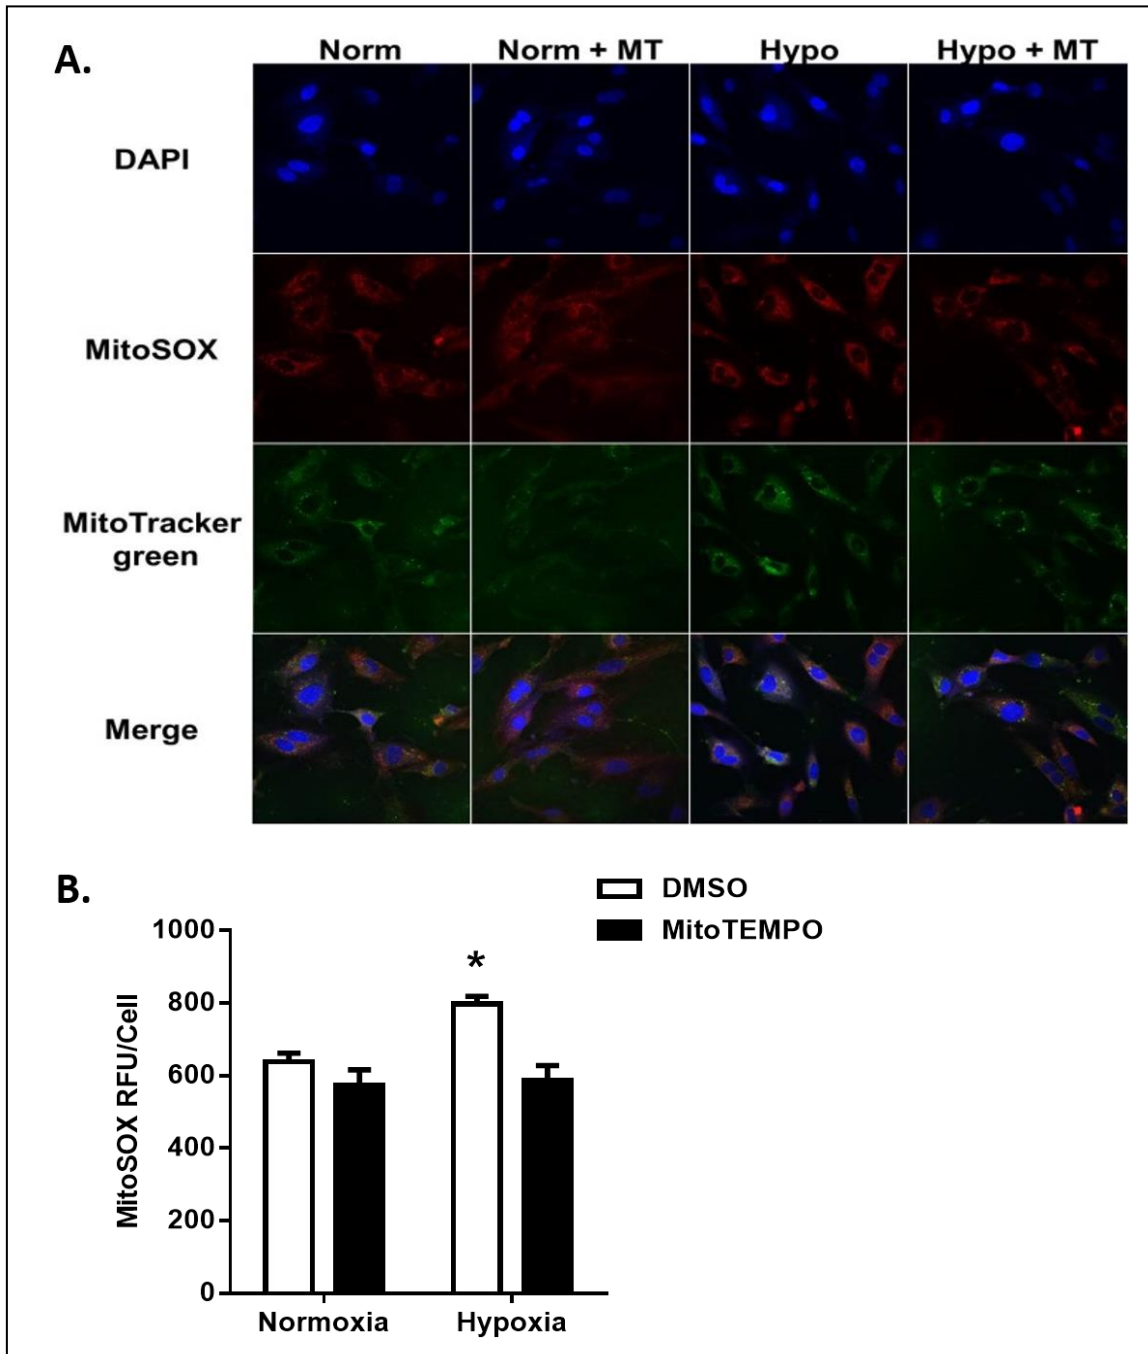 A.
Norm Norm + MT Hypo Hypo + MT
DAPI
MitoSOX
MitoTracker
green
Merge
B.
DMSO
MitoTEMPO
MitoSOX RFU/Cell
1000
800
600
400
200
0
*
Normoxia Hypoxia